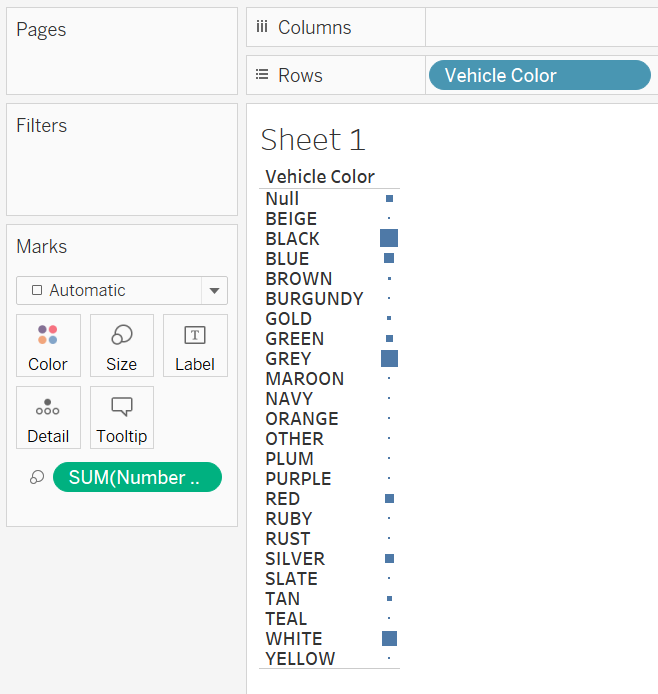 Pages
Filters
Marks
Automatic
Color Size Label
Detail Tooltip
SUM(Number ..
Columns
Rows Vehicle Color
Sheet 1
Vehicle Color
Null
BEIGE
BLACK
BLUE
BROWN
BURGUNDY
GOLD
GREEN
GREY
MAROON
NAVY
ORANGE
OTHER
PLUM
PURPLE
RED
RUBY
RUST
SILVER
SLATE
TAN
TEAL
WHITE
YELLOW